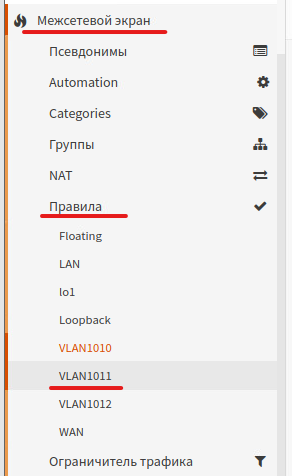 Межсетевой экран
Псевдонимы
Automation
Categories
Группы
NAT
Правила
Floating
LAN
lo1
Loopback
VLAN1010
VLAN1011
VLAN1012
WAN
Ограничитель трафика